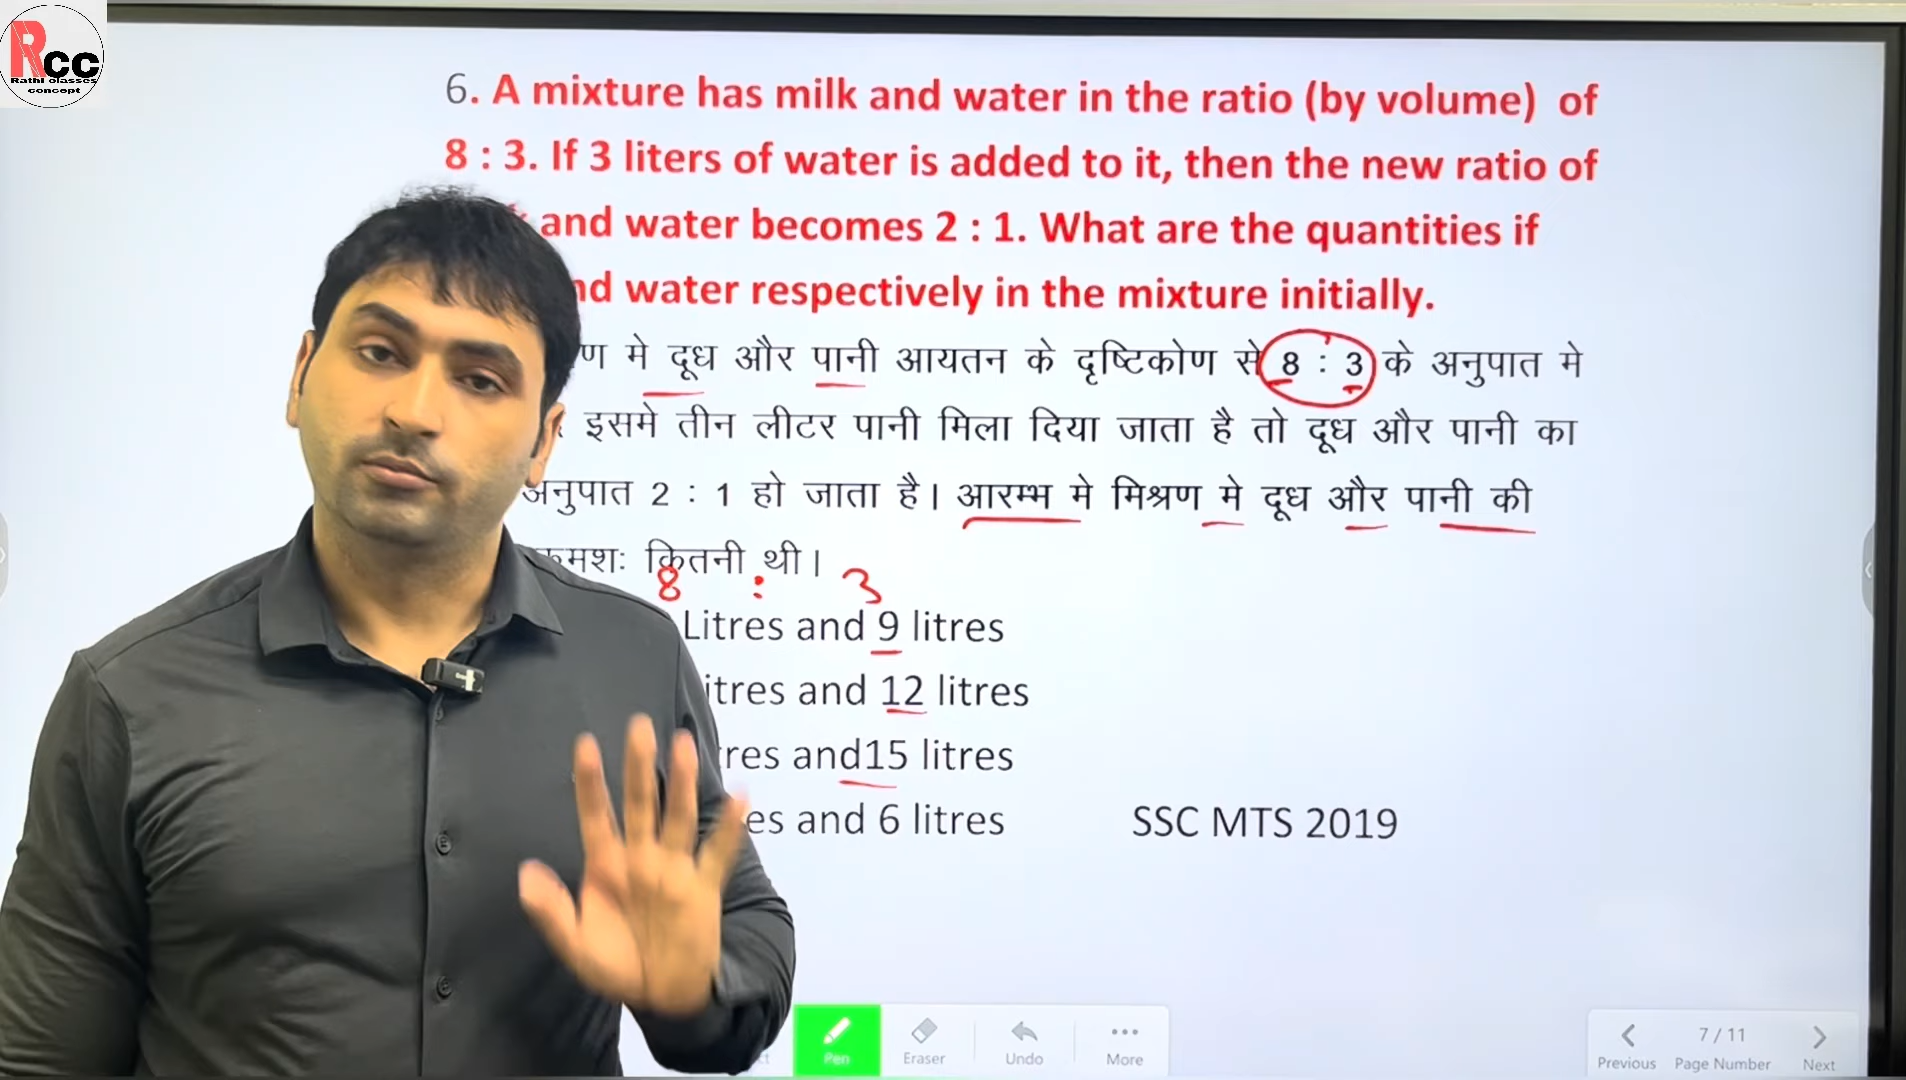 Rcc
Rathi classes
concept
6. A mixture has milk and water in the ratio (by volume) of
8 : 3. If 3 liters of water is added to it, then the new ratio of
and water becomes 2 : 1. What are the quantities if
water respectively in the mixture initially.
मे दूध और पानी आयतन के दृष्टिकोण से 8 : 3 के अनुपात मे
इसमे तीन लीटर पानी मिला दिया जाता है तो दूध और पानी का
अनुपात 2 : 1 हो जाता है। आरम्भ मे मिश्रण मे दूध और पानी की
कितनी थी।
8 : 3
Litres and 9 litres
and 12 litres
and15 litres
and 6 litres SSC MTS 2019
Pen Eraser Undo More
7 / 11
Previous Page Number Next